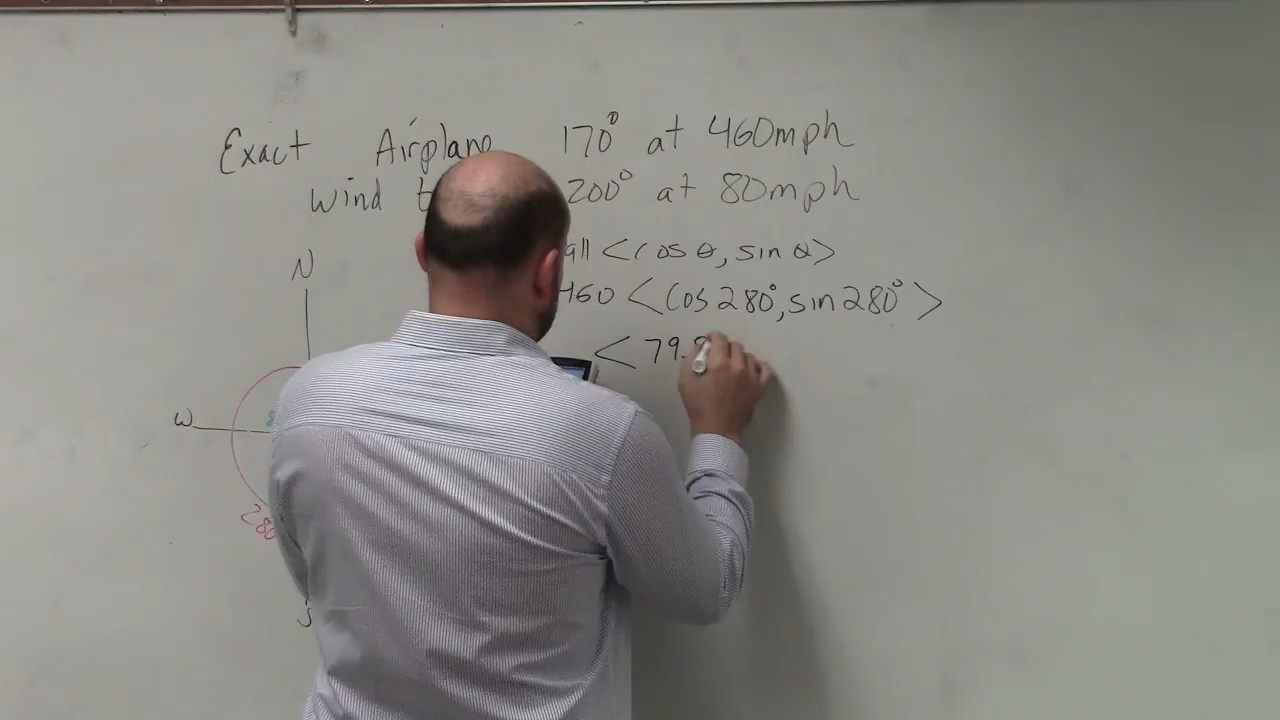 Exact Airplane 170° at 460mph
wind 200° at 80mph
<cos θ, sin θ>
460 <cos 280°, sin 280°>
N
< 79.
W
280
S